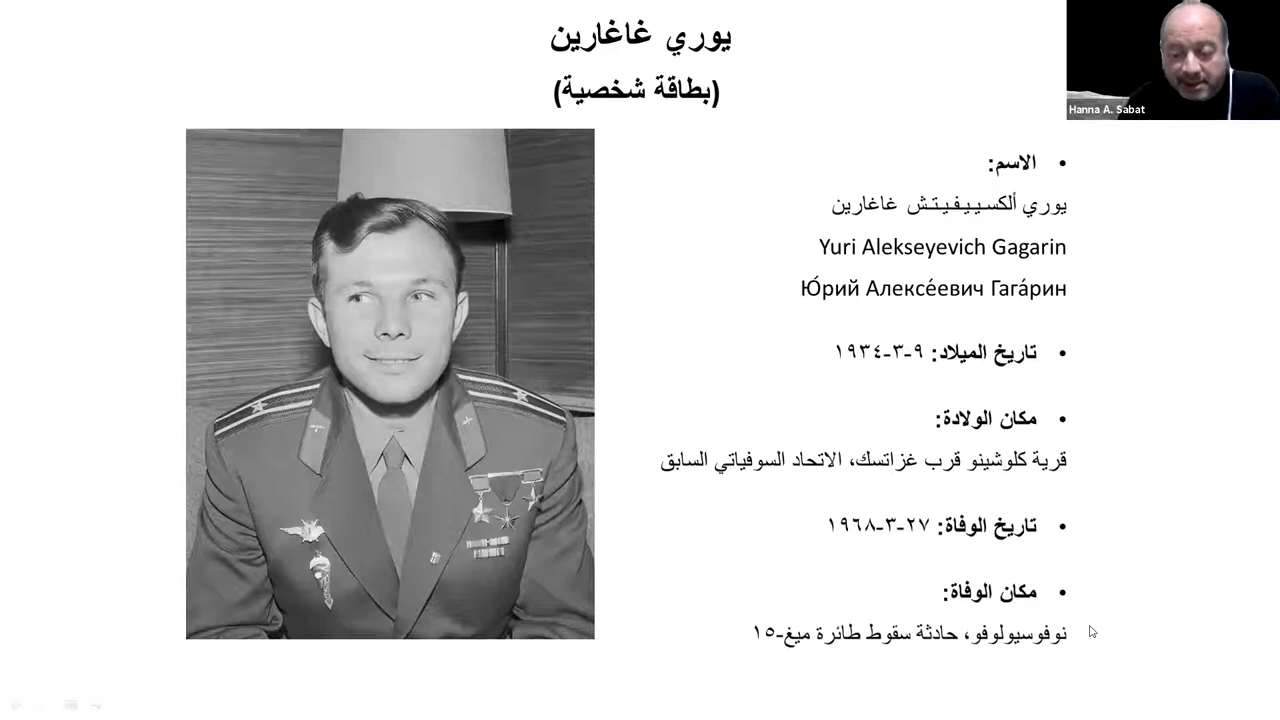 يوري غاغارين
(بطاقة شخصية)
Hanna A. Sabat
• الاسم:
يوري ألكسـيـيـفـيـتـش غاغارين
Yuri Alekseyevich Gagarin
Ю́рий Алексе́евич Гага́рин
• تاريخ الميلاد: ٩-٣-١٩٣٤
• مكان الولادة:
قرية كلوشينو قرب غزاتسك، الاتحاد السوفياتي السابق
• تاريخ الوفاة: ٢٧-٣-١٩٦٨
• مكان الوفاة:
نوفوسيولوفو، حادثة سقوط طائرة ميغ-١٥